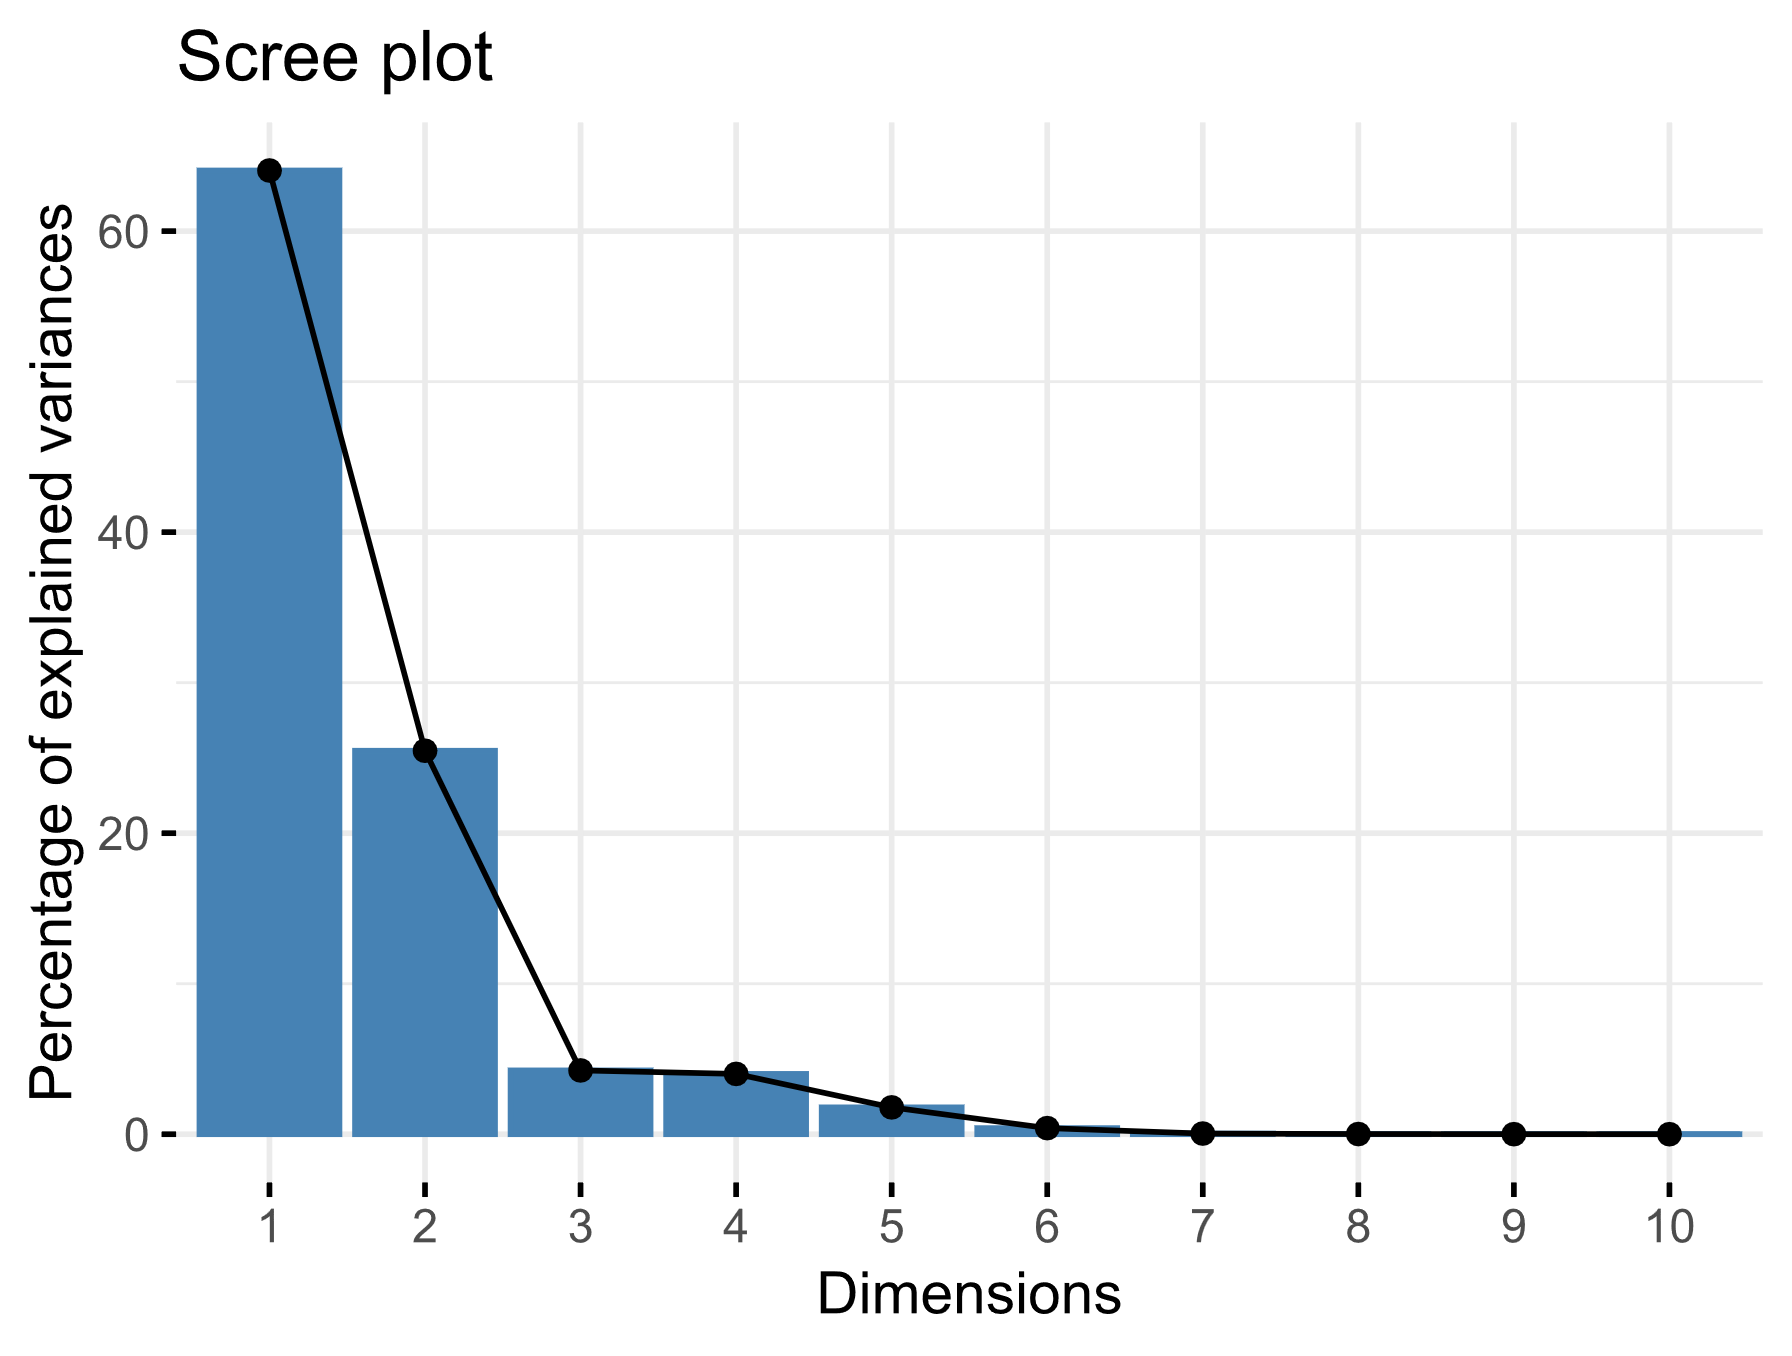 Scree plot
Percentage of explained variances
60
40
20
0
1 2 3 4 5 6 7 8 9 10
Dimensions